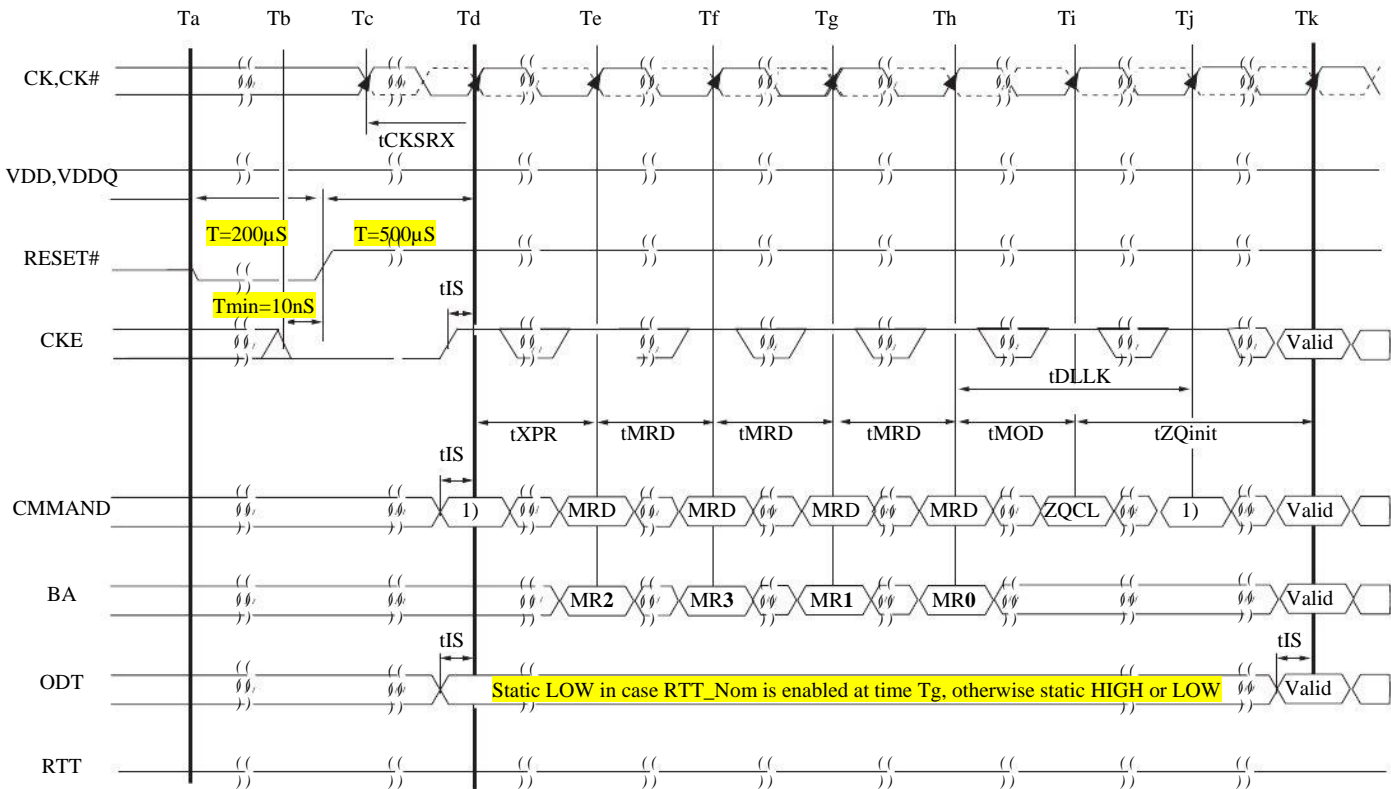 Ta Tb Tc Td Te Tf Tg Th Ti Tj Tk
CK,CK#
tCKSRX
VDD,VDDQ
T=200µS T=500µS
RESET#
Tmin=10nS tIS
CKE Valid
tDLLK
tXPR tMRD tMRD tMRD tMOD tZQinit
tIS
CMMAND 1) MRD MRD MRD MRD ZQCL 1) Valid
BA MR2 MR3 MR1 MR0 Valid
tIS tIS
ODT Static LOW in case RTT_Nom is enabled at time Tg, otherwise static HIGH or LOW Valid
RTT